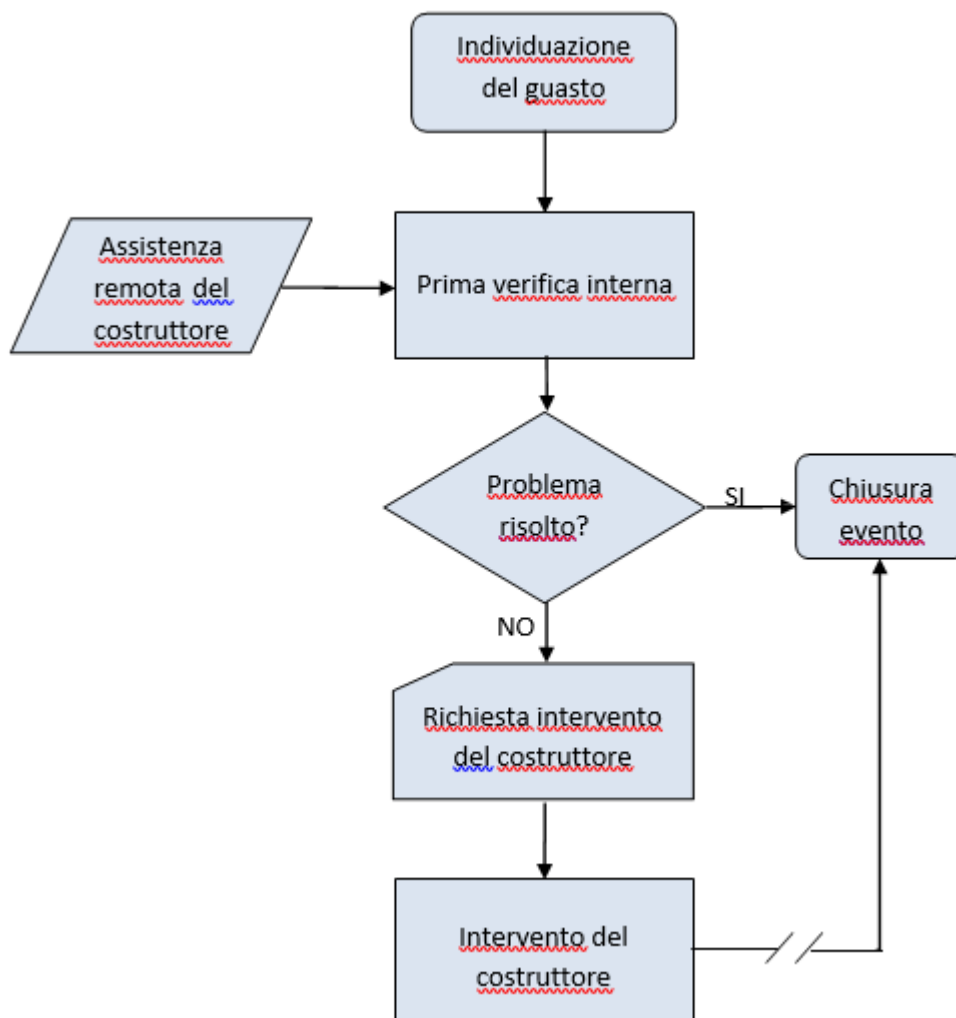 Individuazione
del guasto
Assistenza
remota del
costruttore
Prima verifica interna
Problema
risolto?
SI
Chiusura
evento
NO
Richiesta intervento
del costruttore
Intervento del
costruttore